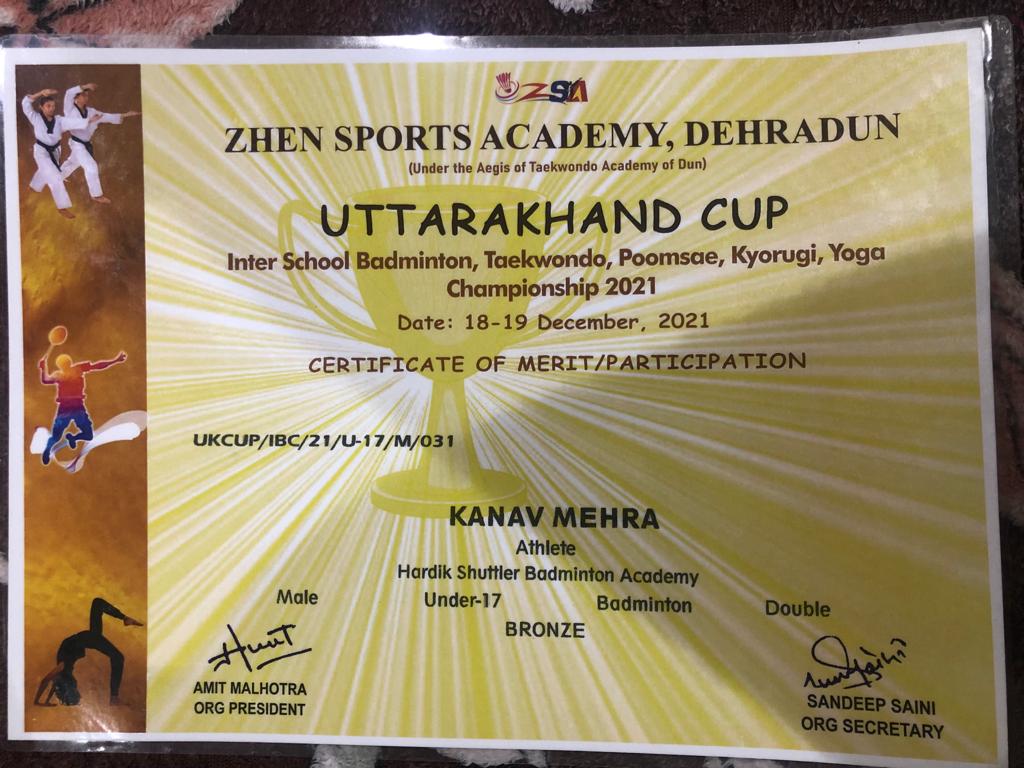 ZSA
ZHEN SPORTS ACADEMY, DEHRADUN
(Under the Aegis of Taekwondo Academy of Dun)
UTTARAKHAND CUP
Inter School Badminton, Taekwondo, Poomsae, Kyorugi, Yoga
Championship 2021
Date: 18-19 December, 2021
CERTIFICATE OF MERIT/PARTICIPATION
UKCUP/IBC/21/U-17/M/031
KANAV MEHRA
Athlete
Hardik Shuttler Badminton Academy
Male Under-17 Badminton Double
BRONZE
AMIT MALHOTRA
ORG PRESIDENT
SANDEEP SAINI
ORG SECRETARY